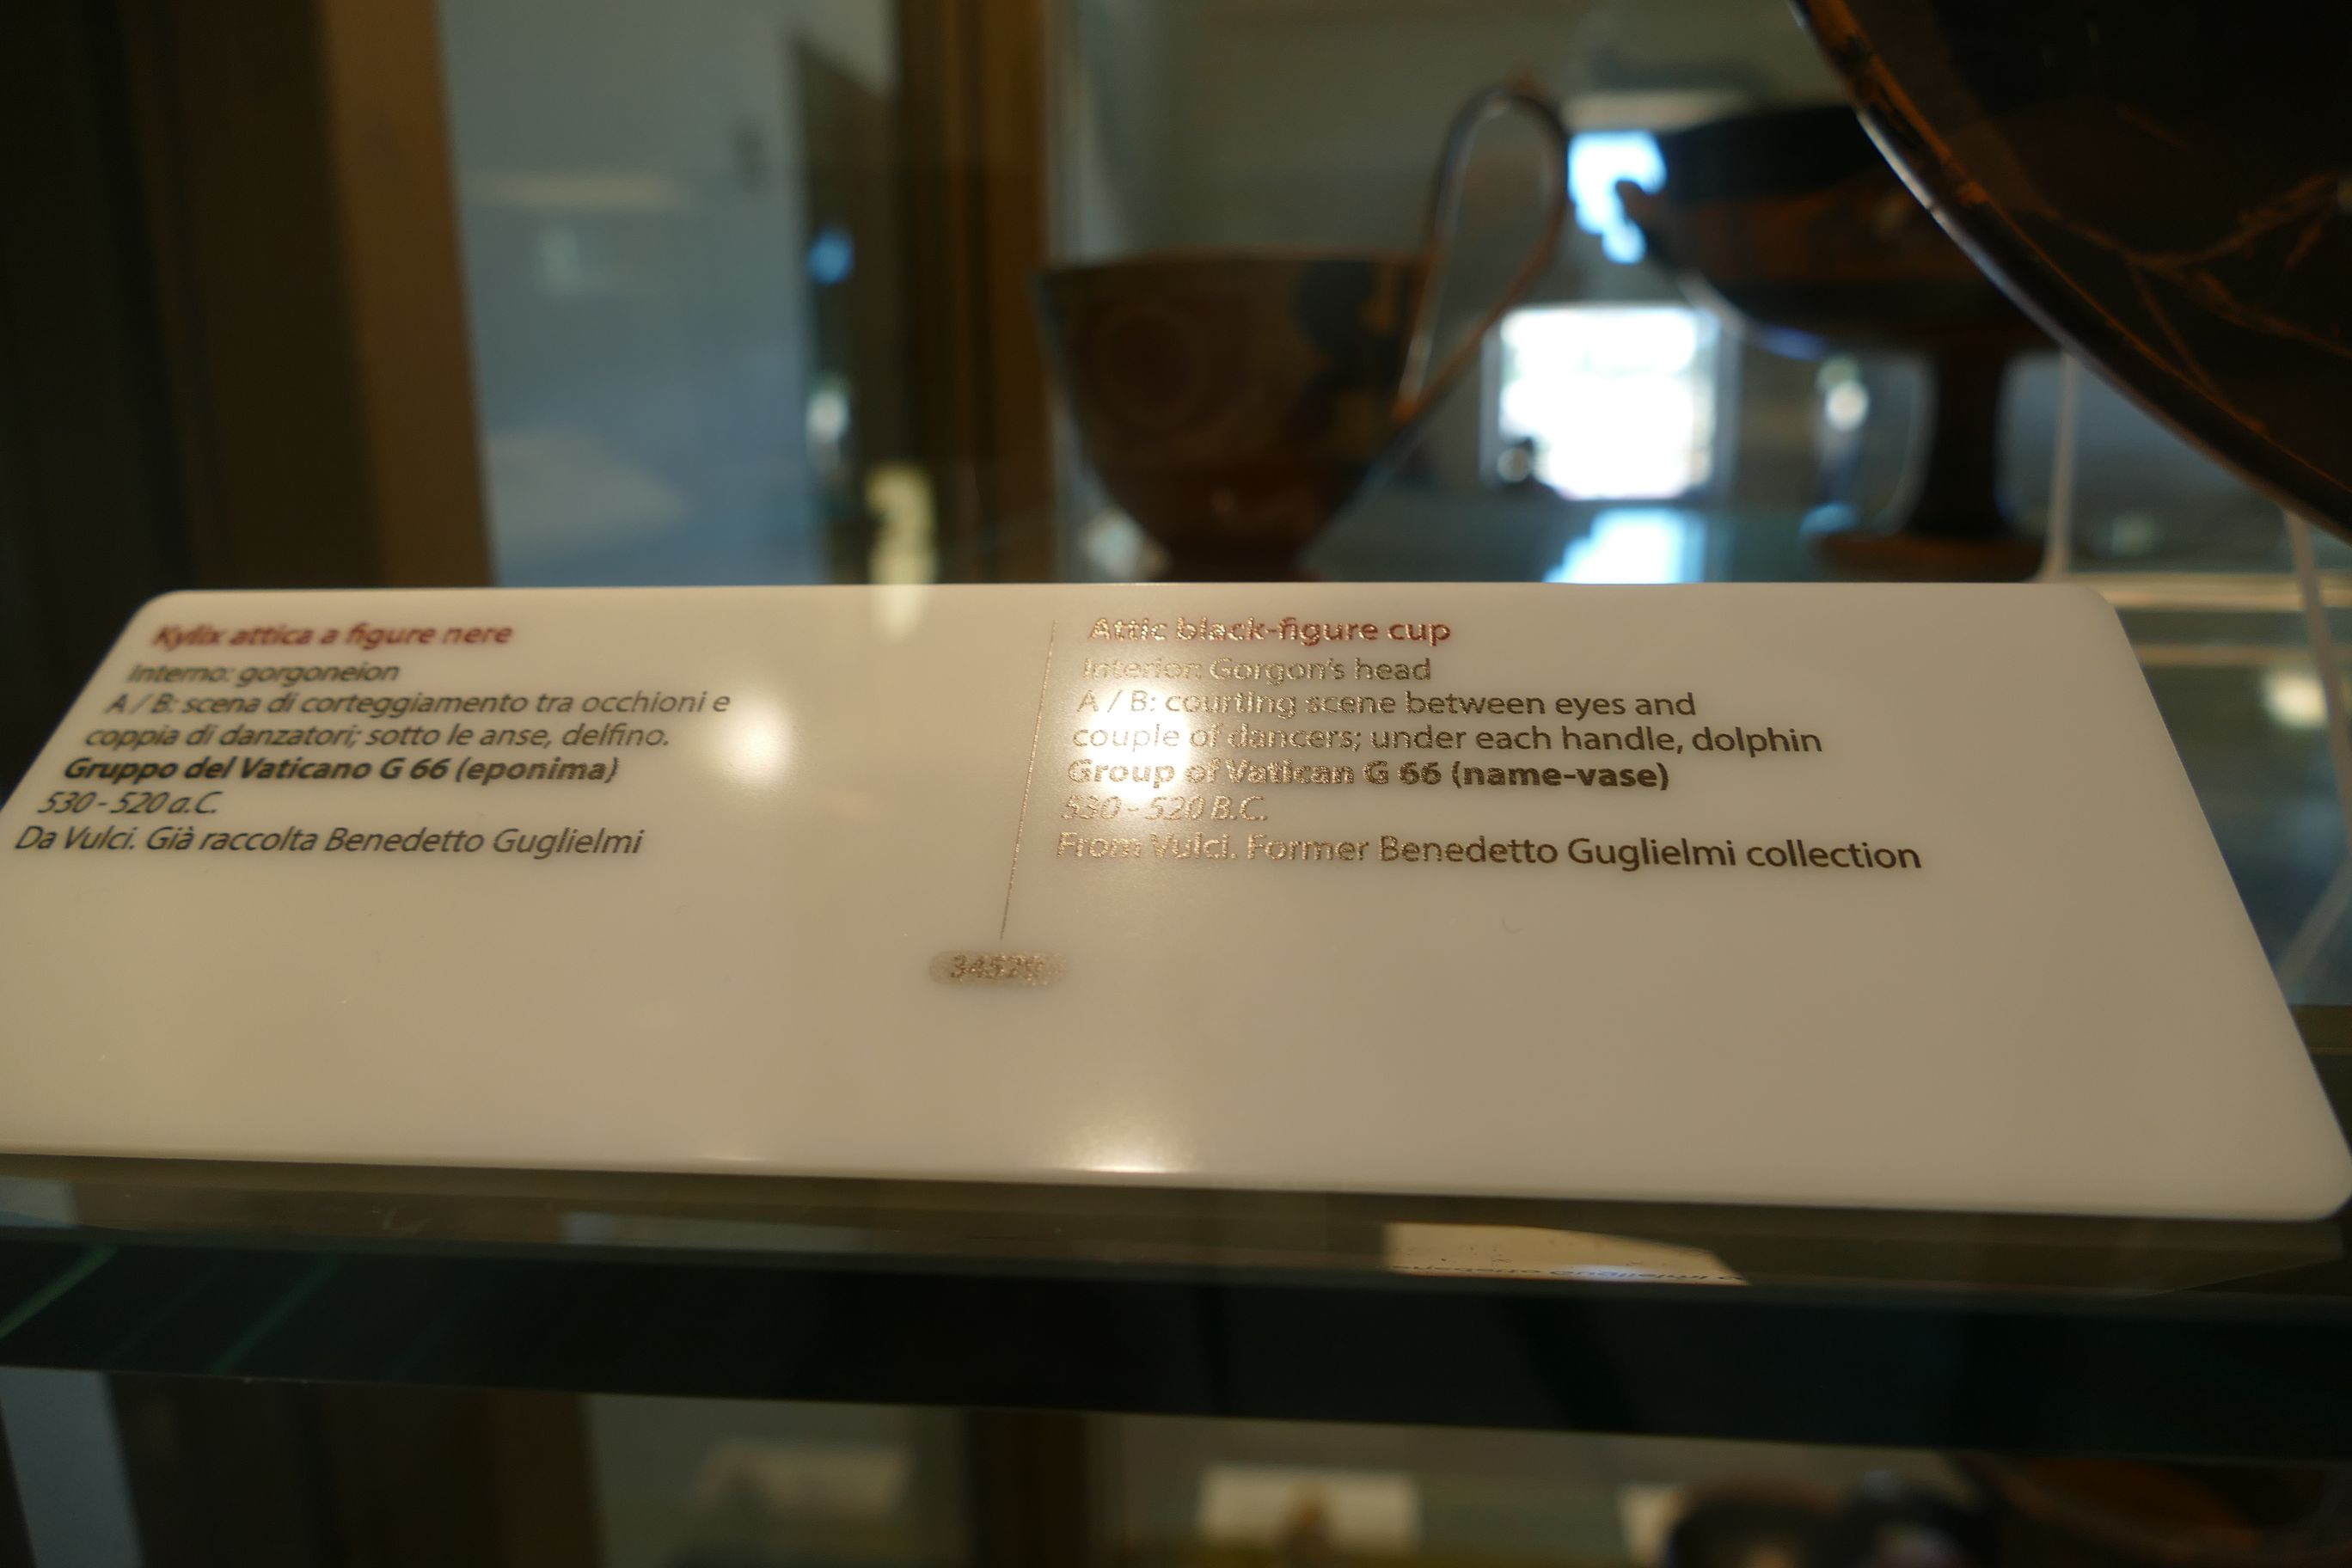 Kylix attica a figure nere
Interno: gorgoneion
A / B: scena di corteggiamento tra occhioni e
coppia di danzatori; sotto le anse, delfino.
Gruppo del Vaticano G 66 (eponima)
530 - 520 a.C.
Da Vulci. Già raccolta Benedetto Guglielmi
Attic black-figure cup
Interior: Gorgon's head
A / B: courting scene between eyes and
couple of dancers; under each handle, dolphin
Group of Vatican G 66 (name-vase)
530 - 520 B.C.
From Vulci. Former Benedetto Guglielmi collection